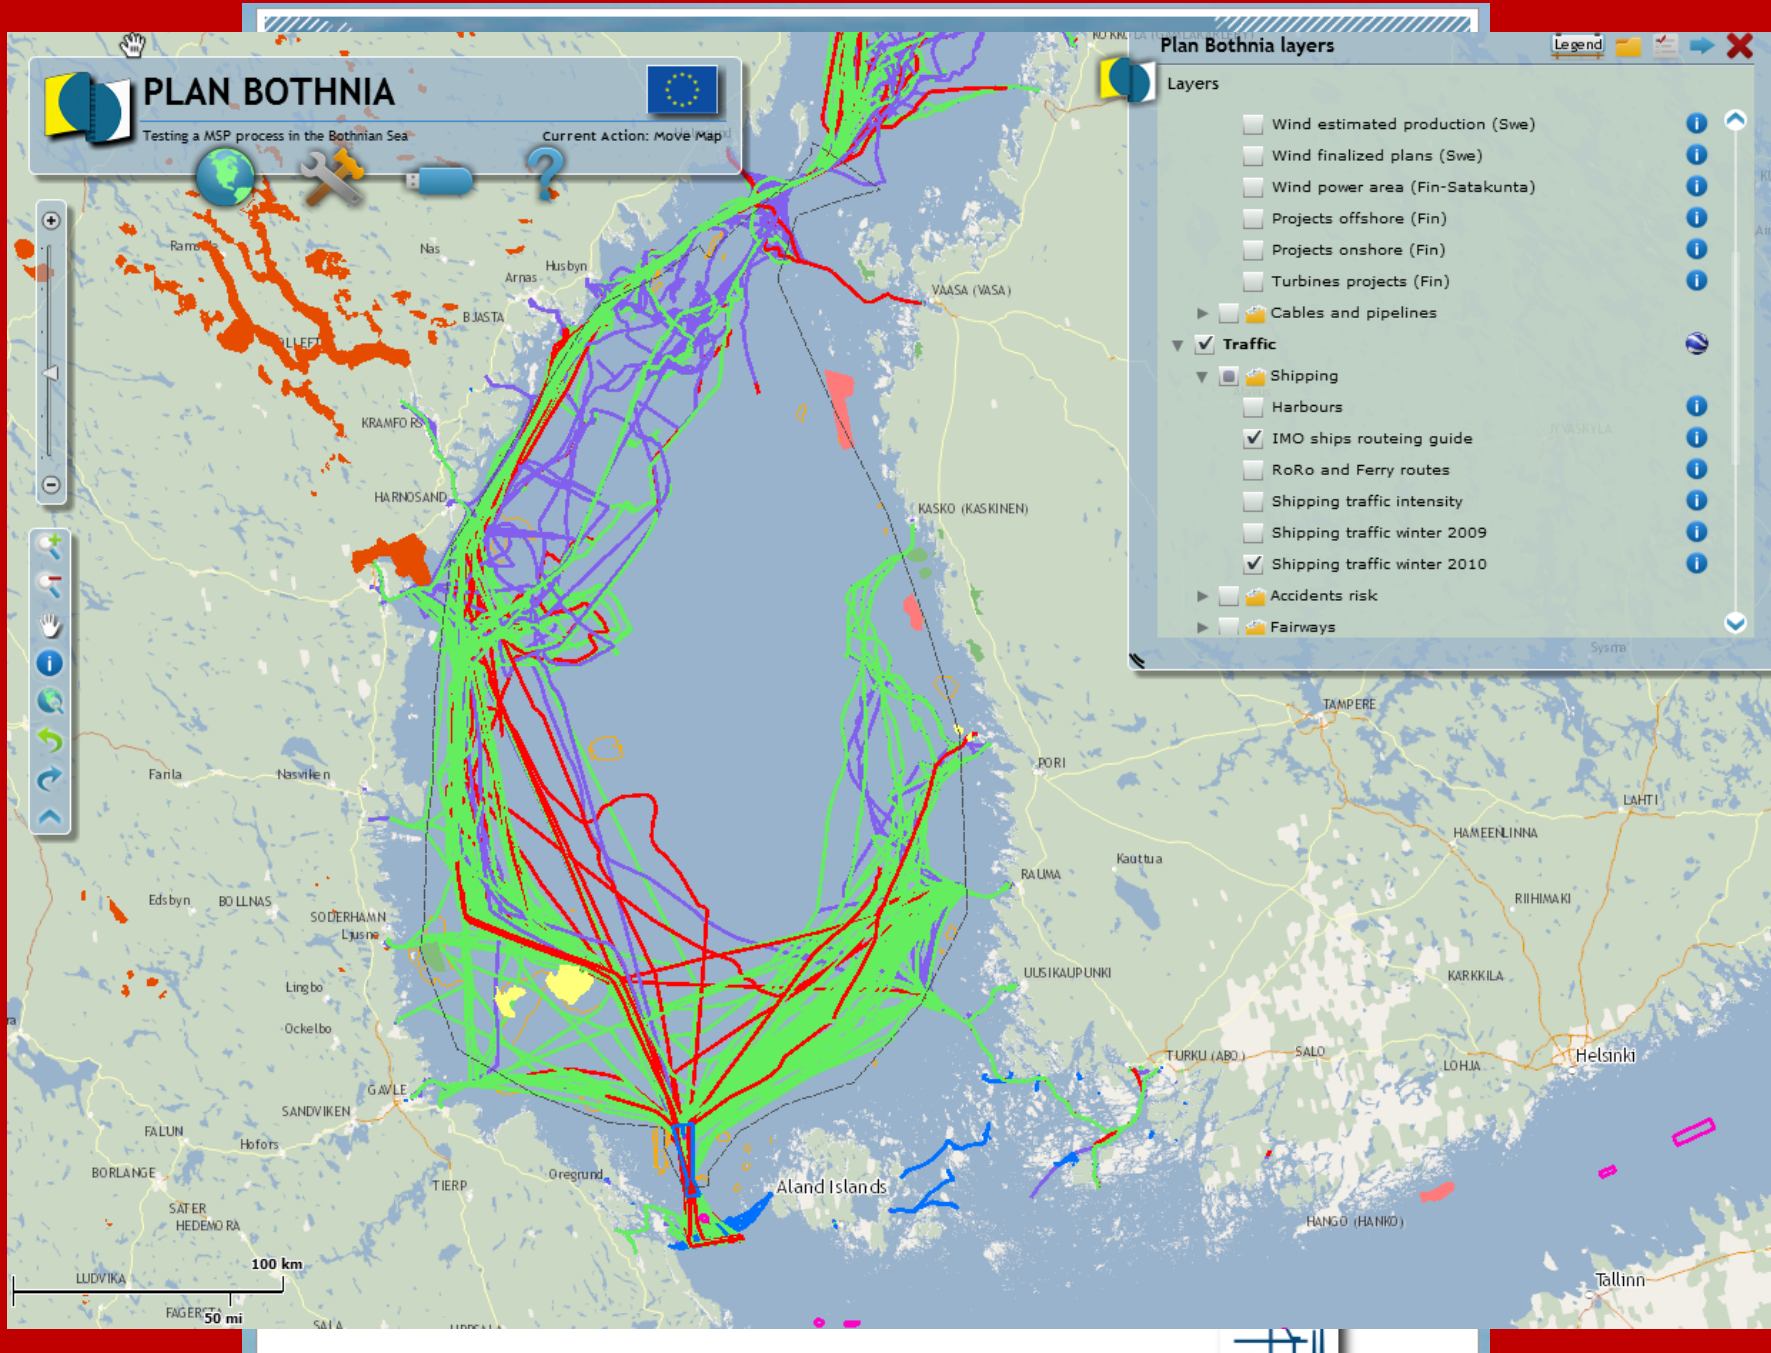 PLAN BOTHNIA
Testing a MSP process in the Bothnian Sea
Current Action: Move Map
Plan Bothnia layers
Legend
Layers
Wind estimated production (Swe)
Wind finalized plans (Swe)
Wind power area (Fin-Satakunta)
Projects offshore (Fin)
Projects onshore (Fin)
Turbines projects (Fin)
Cables and pipelines
Traffic
Shipping
Harbours
IMO ships routeing guide
RoRo and Ferry routes
Shipping traffic intensity
Shipping traffic winter 2009
Shipping traffic winter 2010
Accidents risk
Fairways
Nas
Husbyn
Arnas
BJASTA
VAASA (VASA)
KRAMFORS
JYVASKYLA
HARNOSAND
KASKO (KASKINEN)
Sysma
TAMPERE
PORI
Farila
Nasviken
LAHTI
HAMEENLINNA
Kauttua
RAUMA
Edsbyn
BOLLNAS
RIIHIMAKI
SODERHAMN
Ljusne
UUSIKAUPUNKI
KARKKILA
Lingbo
Ockelbo
TURKU (ABO)
SALO
Helsinki
LOHJA
GAVLE
SANDVIKEN
FALUN
Hofors
BORLANGE
Oregrund
TIERP
Aland Islands
SATER
HEDEMORA
HANGO (HANKO)
100 km
LUDVIKA
Tallinn
FAGERSTA
50 mi
SALA
UPPSALA